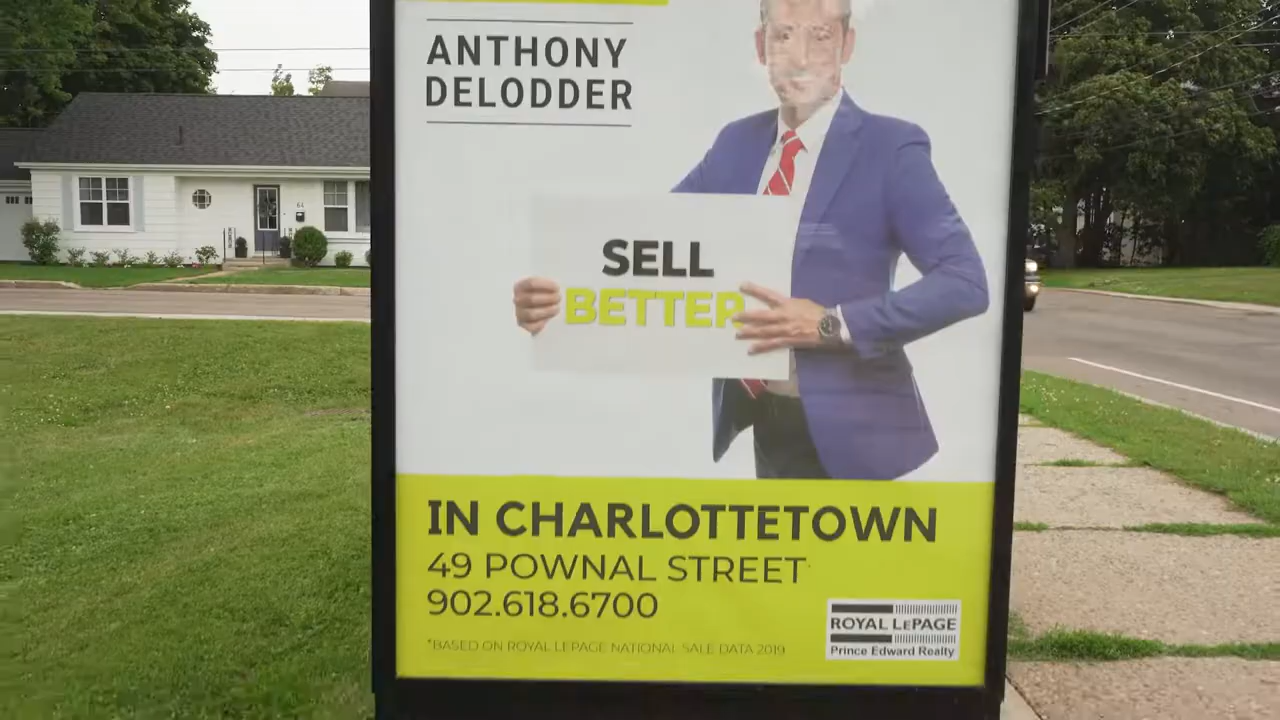 ANTHONY
DELODDER
SELL
BETTER
IN CHARLOTTETOWN
49 POWNAL STREET
902.618.6700
*BASED ON ROYAL LEPAGE NATIONAL SALE DATA 2019
ROYAL LEPAGE
Prince Edward Realty
64